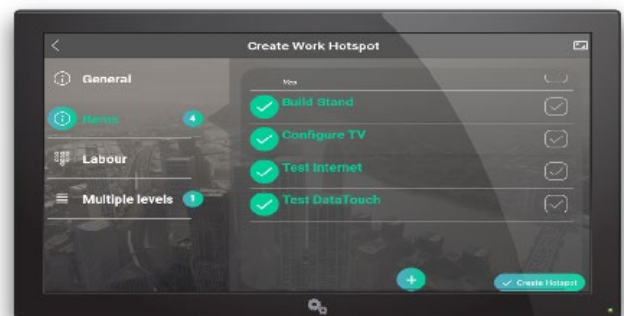 Create Work Hotspot
General
Items
4
Labour
Multiple levels
1
Build Stand
Configure TV
Test Internet
Test DataTouch
Create Hotspot